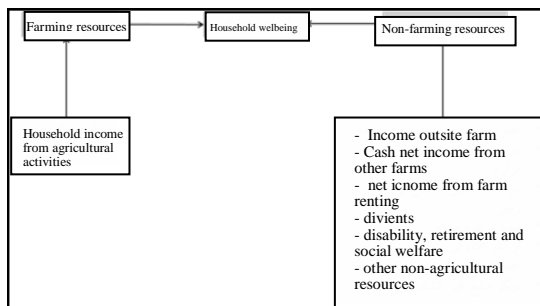 Farming resources
Household welbeing
Non-farming resources
Household income
from agricultural
activities
- Income outsite farm
- Cash net income from
other farms
- net icnome from farm
renting
- divients
- disability, retirement and
social welfare
- other non-agricultural
resources